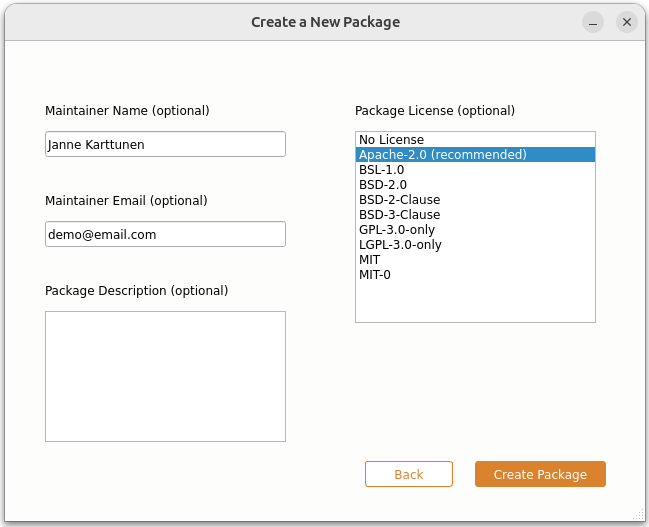 Create a New Package
Maintainer Name (optional)
Janne Karttunen
Maintainer Email (optional)
demo@email.com
Package Description (optional)
Package License (optional)
No License
Apache-2.0 (recommended)
BSL-1.0
BSD-2.0
BSD-2-Clause
BSD-3-Clause
GPL-3.0-only
LGPL-3.0-only
MIT
MIT-0
Back
Create Package